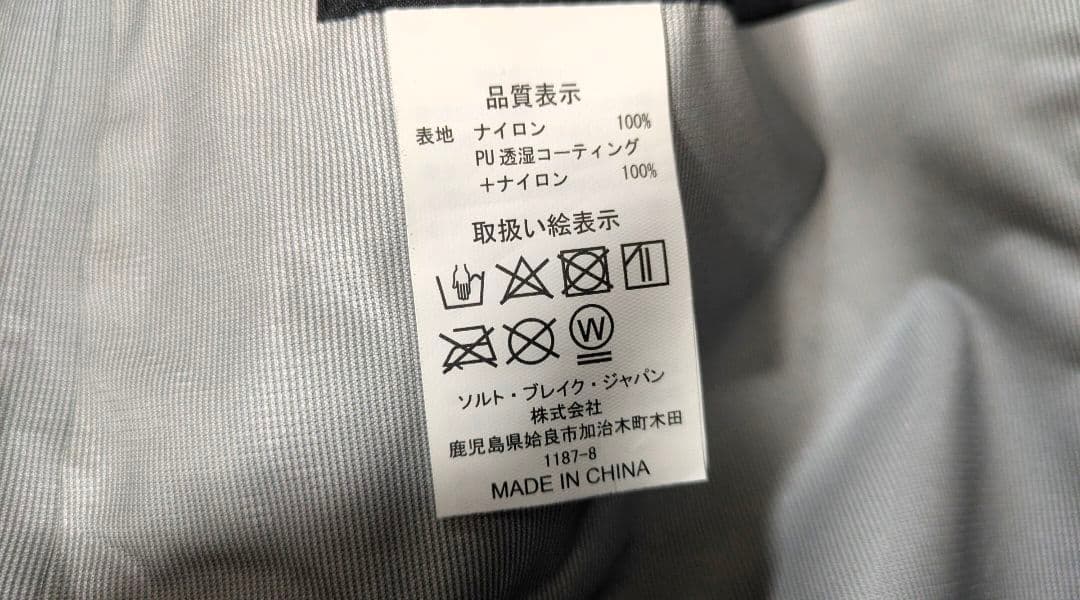 品質表示
表地 ナイロン 100%
PU透湿コーティング
+ナイロン 100%
取扱い絵表示
W
ソルト・ブレイク・ジャパン
株式会社
鹿児島県姶良市加治木町木田
1187-8
MADE IN CHINA